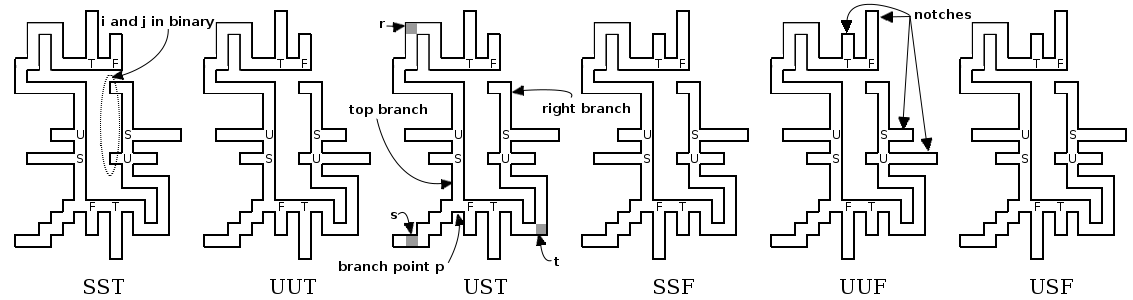 i and j in binary
notches
r
T F T F T F T F T F T F
right branch
top branch
U S U S U S U S U S U S
S U S U S U S U S U S U
F T F T F T F T F T F T
s
t
branch point p
SST UUT UST SSF UUF USF